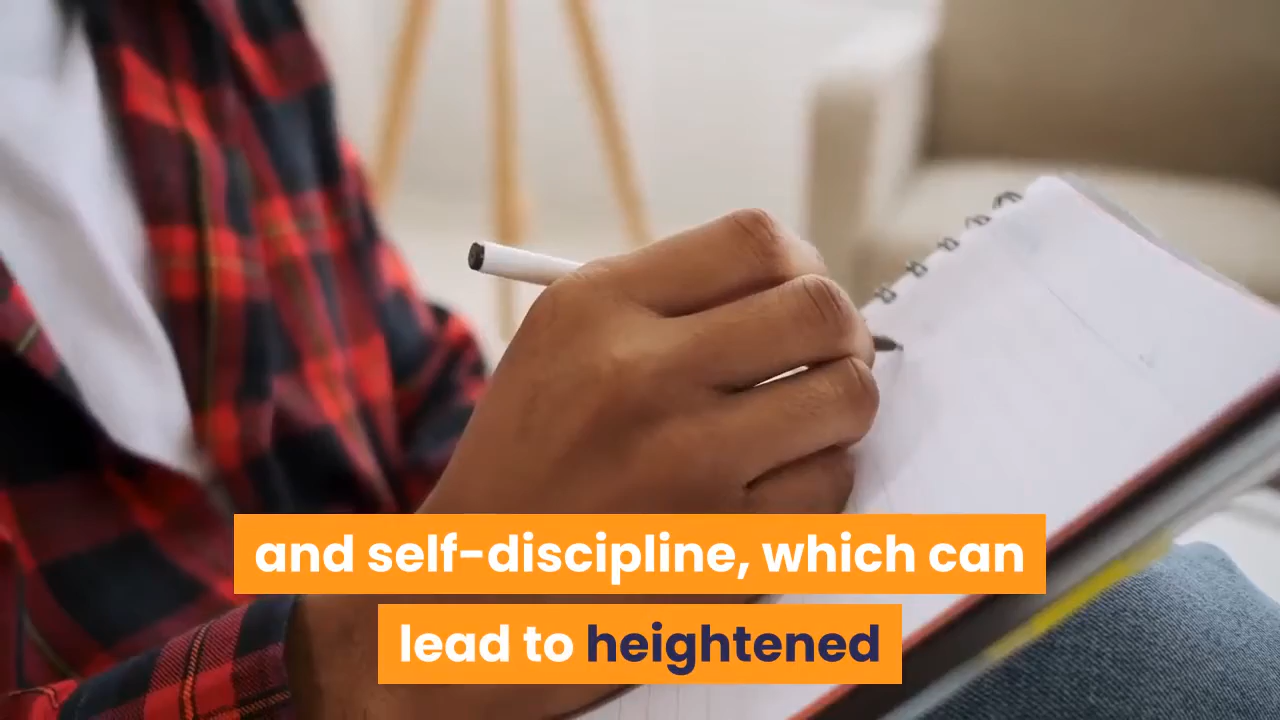 and self-discipline, which can
lead to heightened